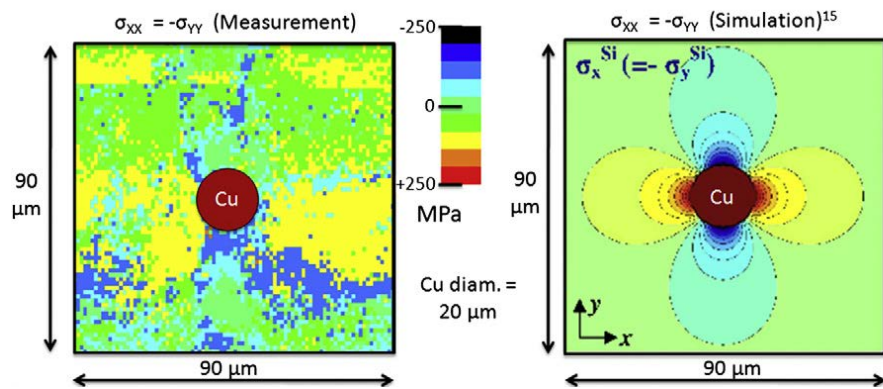 σXX = -σYY (Measurement)
90
μm
Cu
90 μm
-250
0
+250
MPa
Cu diam. =
20 μm
σXX = -σYY (Simulation)15
σxSi (=- σySi)
90
μm
Cu
y
x
90 μm